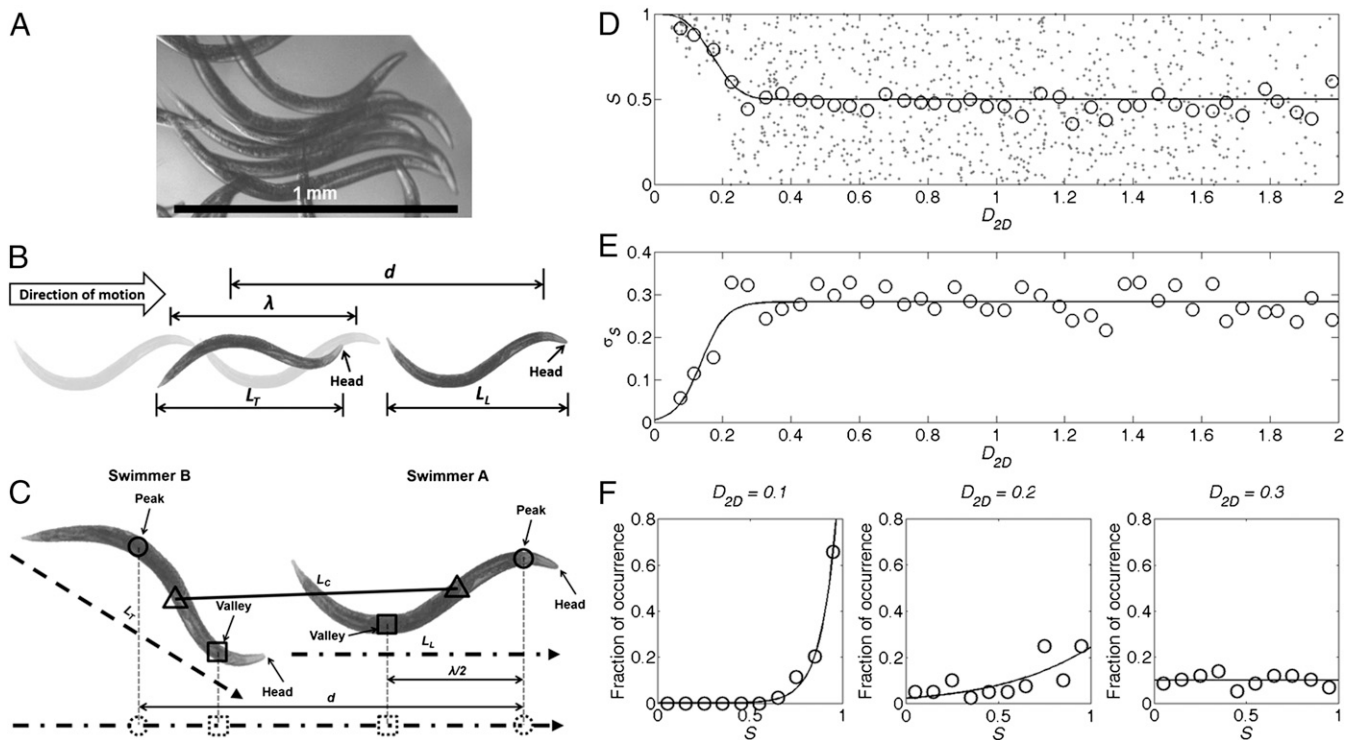 A
1 mm
B
Direction of motion
d
λ
Head
Head
L_T
L_L
C
Swimmer B
Swimmer A
Peak
Peak
L_C
L_T
Valley
Valley
L_L
Head
Head
λ/2
d
D
S
1
0.5
0
0 0.2 0.4 0.6 0.8 1 1.2 1.4 1.6 1.8 2
D_2D
E
σ_s
0.4
0.3
0.2
0.1
0
0 0.2 0.4 0.6 0.8 1 1.2 1.4 1.6 1.8 2
D_2D
F
D_2D = 0.1
D_2D = 0.2
D_2D = 0.3
Fraction of occurrence
0.8
0.6
0.4
0.2
0
0 0.5 1
S
Fraction of occurrence
0.8
0.6
0.4
0.2
0
0 0.5 1
S
Fraction of occurrence
0.8
0.6
0.4
0.2
0
0 0.5 1
S